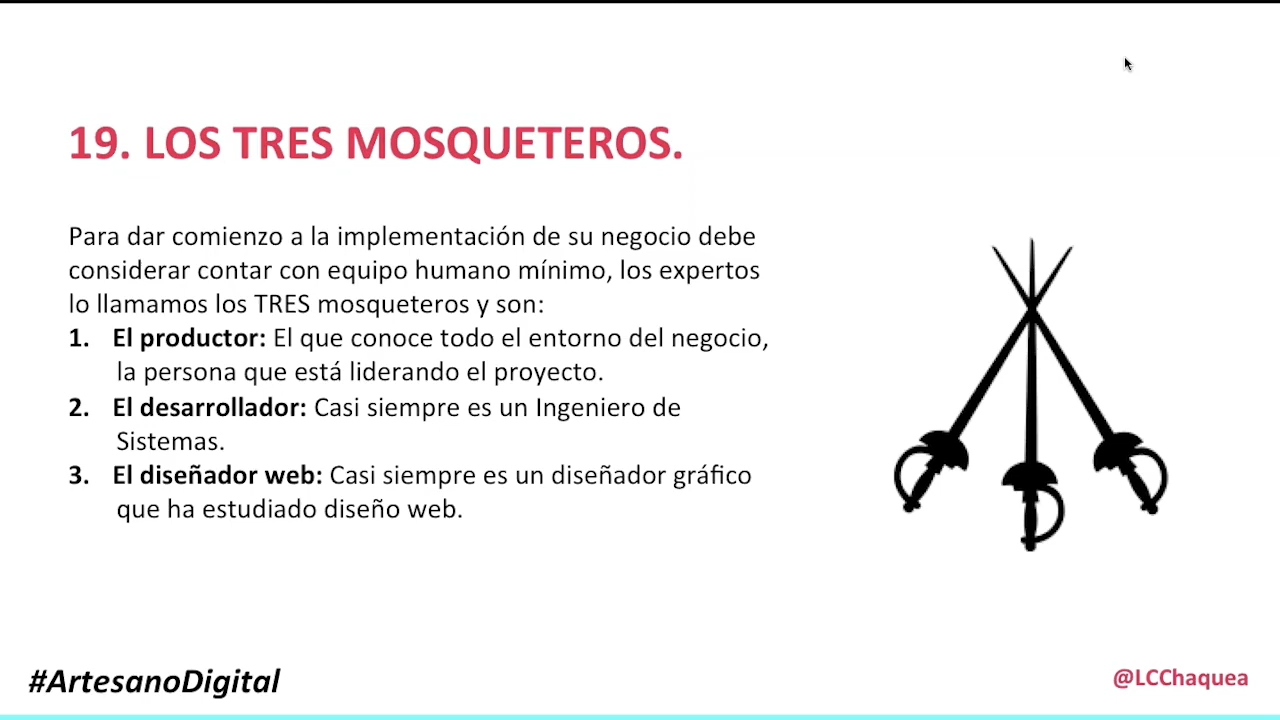 19. LOS TRES MOSQUETEROS.
Para dar comienzo a la implementación de su negocio debe
considerar contar con equipo humano mínimo, los expertos
lo llamamos los TRES mosqueteros y son:
1. El productor: El que conoce todo el entorno del negocio,
la persona que está liderando el proyecto.
2. El desarrollador: Casi siempre es un Ingeniero de
Sistemas.
3. El diseñador web: Casi siempre es un diseñador gráfico
que ha estudiado diseño web.
#ArtesanoDigital
@LCChaquea